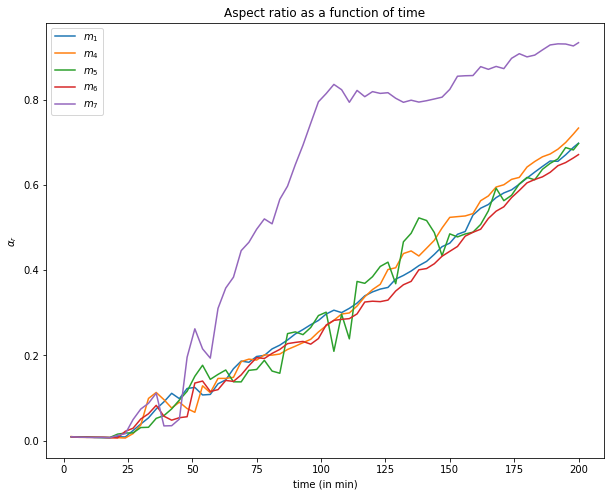 Aspect ratio as a function of time
m₁
m₄
m₅
m₆
m₇
0.8
0.6
0.4
0.2
0.0
αᵣ
0 25 50 75 100 125 150 175 200
time (in min)